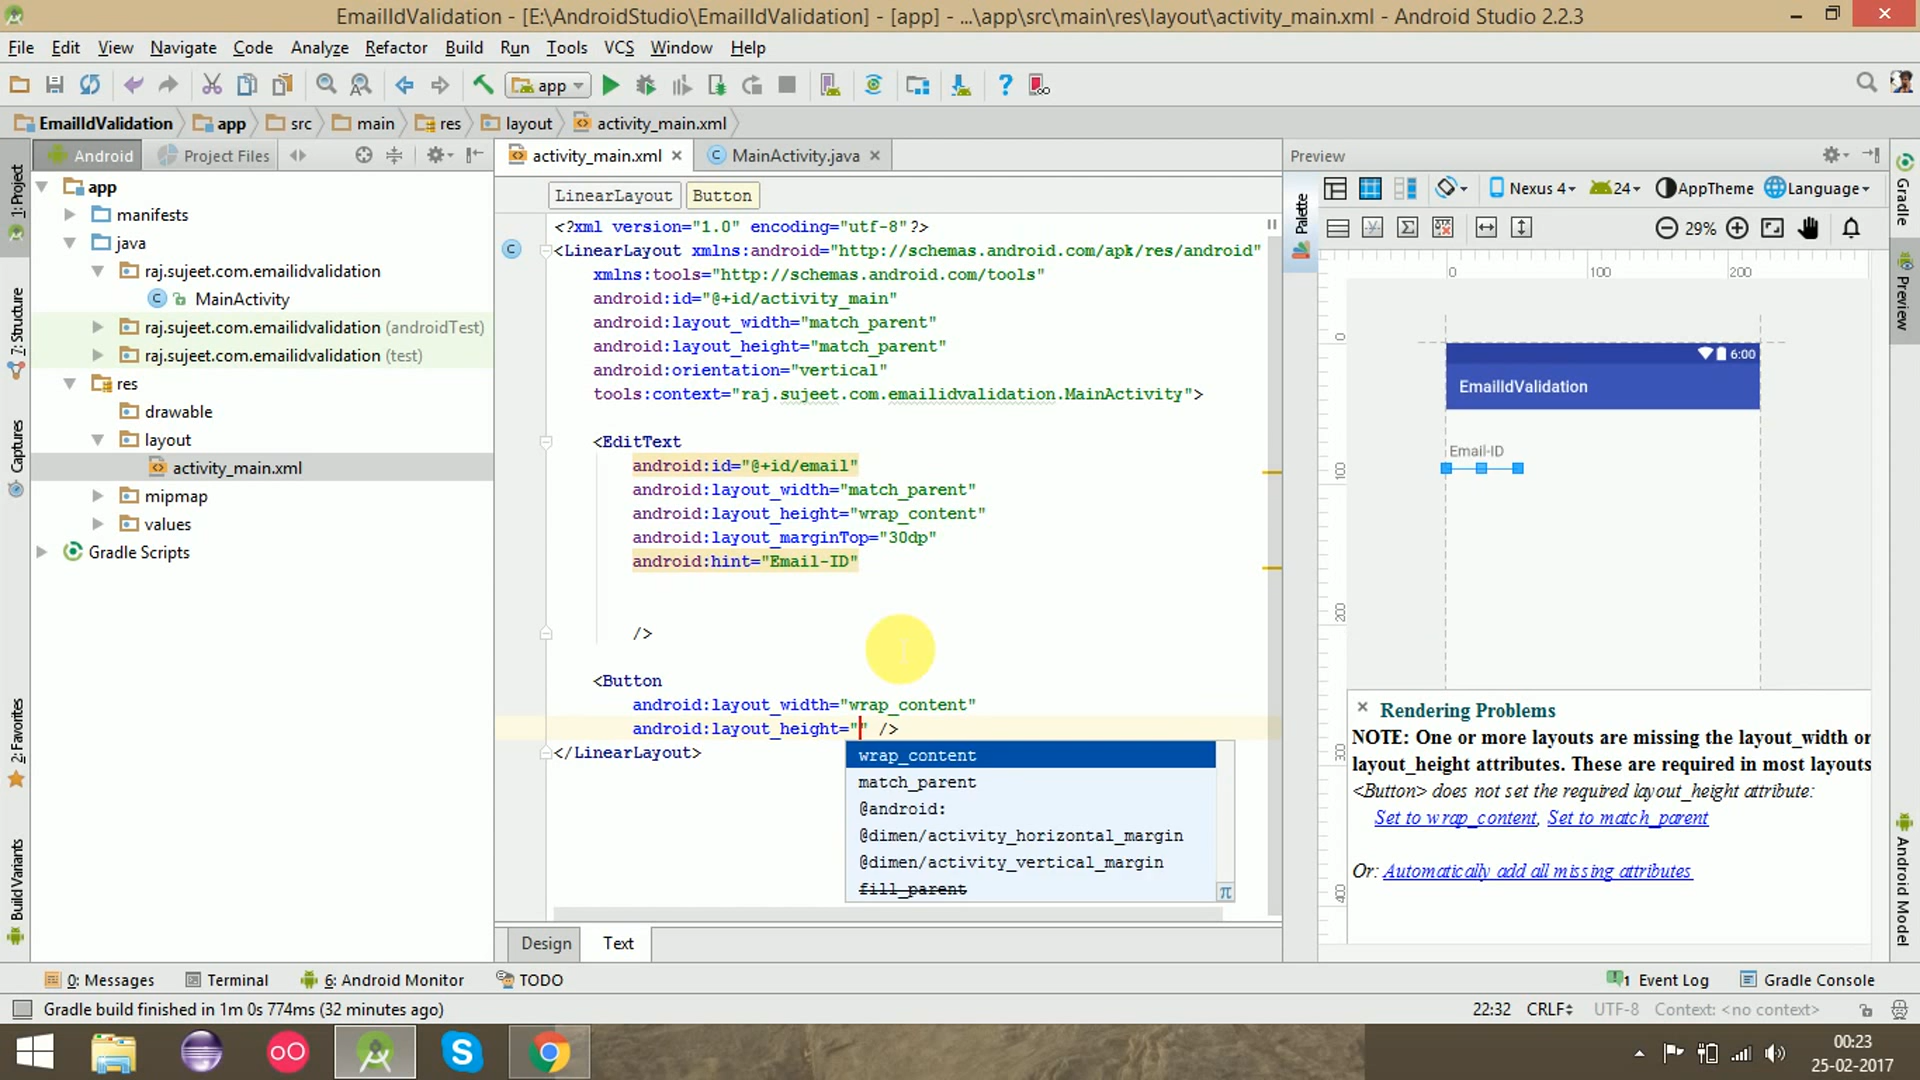 EmailIdValidation - [E:\AndroidStudio\EmailIdValidation] - [app] - ...\app\src\main\res\layout\activity_main.xml - Android Studio 2.2.3
File Edit View Navigate Code Analyze Refactor Build Run Tools VCS Window Help
app
EmailIdValidation app src main res layout activity_main.xml
Android Project Files
activity_main.xml MainActivity.java
Preview
1: Project
7: Structure
Captures
2: Favorites
Build Variants
app
manifests
java
raj.sujeet.com.emailidvalidation
MainActivity
raj.sujeet.com.emailidvalidation (androidTest)
raj.sujeet.com.emailidvalidation (test)
res
drawable
layout
activity_main.xml
mipmap
values
Gradle Scripts
LinearLayout Button
<?xml version="1.0" encoding="utf-8"?>
<LinearLayout xmlns:android="http://schemas.android.com/apk/res/android"
xmlns:tools="http://schemas.android.com/tools"
android:id="@+id/activity_main"
android:layout_width="match_parent"
android:layout_height="match_parent"
android:orientation="vertical"
tools:context="raj.sujeet.com.emailidvalidation.MainActivity">
<EditText
android:id="@+id/email"
android:layout_width="match_parent"
android:layout_height="wrap_content"
android:layout_marginTop="30dp"
android:hint="Email-ID"
/>
<Button
android:layout_width="wrap_content"
android:layout_height="" />
</LinearLayout>
wrap_content
match_parent
@android:
@dimen/activity_horizontal_margin
@dimen/activity_vertical_margin
fill_parent
π
Design Text
Palette
Nexus 4 24 AppTheme Language
29%
0 100 200
0
100
200
300
400
6:00
EmailIdValidation
Email-ID
Rendering Problems
NOTE: One or more layouts are missing the layout_width or
layout_height attributes. These are required in most layouts
<Button> does not set the required layout_height attribute:
Set to wrap_content, Set to match_parent
Or: Automatically add all missing attributes
Gradle
Preview
Android Model
0: Messages Terminal 6: Android Monitor TODO 1 Event Log Gradle Console
Gradle build finished in 1m 0s 774ms (32 minutes ago) 22:32 CRLF UTF-8 Context: <no context>
00:23
25-02-2017